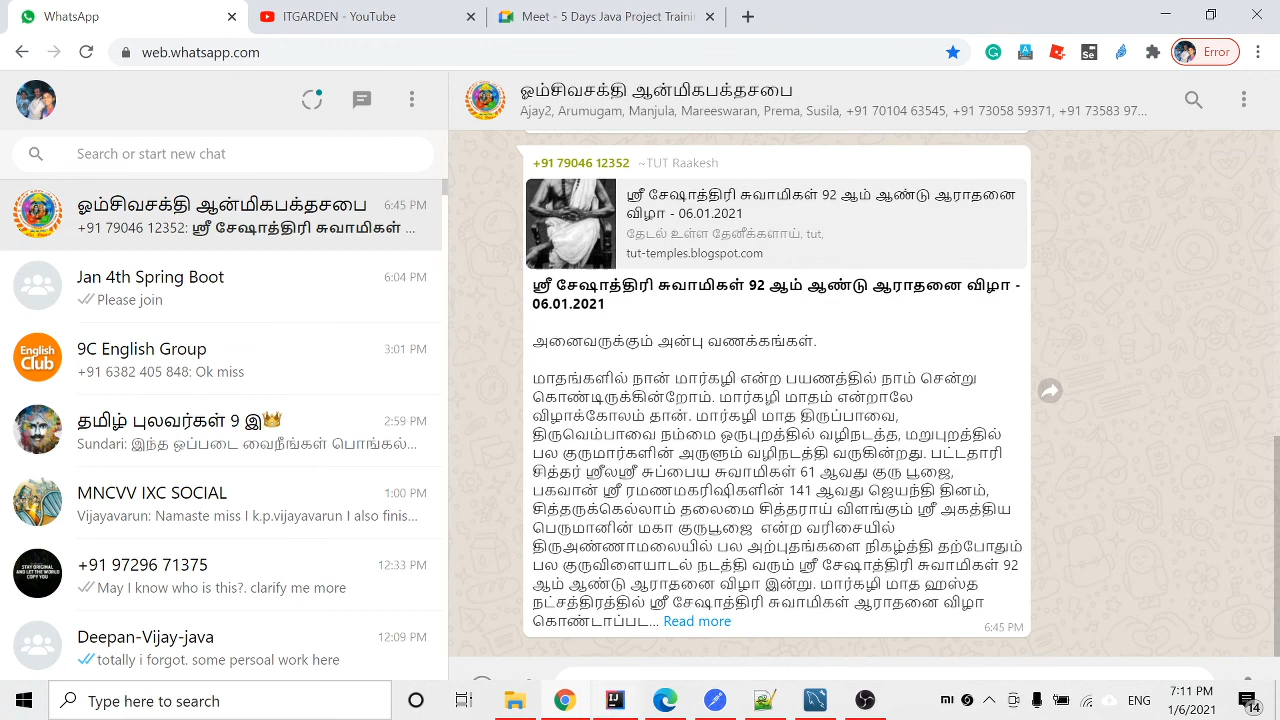 WhatsApp
ITGARDEN - YouTube
Meet - 5 Days Java Project Trainin
web.whatsapp.com
Error
Search or start new chat
ஓம்சிவசக்தி ஆன்மிகபக்தசபை
6:45 PM
+91 79046 12352: ஸ்ரீ சேஷாத்திரி சுவாமிகள் ...
Jan 4th Spring Boot
6:04 PM
Please join
9C English Group
3:01 PM
English Club
+91 6382 405 848: Ok miss
தமிழ் புலவர்கள் 9 இ👑
2:59 PM
Sundari: இந்த ஒப்படை வைநீங்கள் பொங்கல்...
MNCVV IXC SOCIAL
1:00 PM
Vijayavarun: Namaste miss I k.p.vijayavarun I also finis...
+91 97296 71375
12:33 PM
STAY ORIGINAL AND LET THE WORLD COPY YOU
May I know who is this?. clarify me more
Deepan-Vijay-java
12:09 PM
totally i forgot. some persoal work here
ஓம்சிவசக்தி ஆன்மிகபக்தசபை
Ajay2, Arumugam, Manjula, Mareeswaran, Prema, Susila, +91 70104 63545, +91 73058 59371, +91 73583 97...
+91 79046 12352 ~TUT Raakesh
ஸ்ரீ சேஷாத்திரி சுவாமிகள் 92 ஆம் ஆண்டு ஆராதனை
விழா - 06.01.2021
தேடல் உள்ள தேனீக்களாய், tut,
tut-temples.blogspot.com
ஸ்ரீ சேஷாத்திரி சுவாமிகள் 92 ஆம் ஆண்டு ஆராதனை விழா -
06.01.2021
அனைவருக்கும் அன்பு வணக்கங்கள்.
மாதங்களில் நான் மார்கழி என்ற பயணத்தில் நாம் சென்று
கொண்டிருக்கின்றோம். மார்கழி மாதம் என்றாலே
விழாக்கோலம் தான். மார்கழி மாத திருப்பாவை,
திருவெம்பாவை நம்மை ஒருபுறத்தில் வழிநடத்த, மறுபுறத்தில்
பல குருமார்களின் அருளும் வழிநடத்தி வருகின்றது. பட்டதாரி
சித்தர் ஸ்ரீலஸ்ரீ சுப்பைய சுவாமிகள் 61 ஆவது குரு பூஜை,
பகவான் ஸ்ரீ ரமணமகரிஷிகளின் 141 ஆவது ஜெயந்தி தினம்,
சித்தருக்கெல்லாம் தலைமை சித்தராய் விளங்கும் ஸ்ரீ அகத்திய
பெருமானின் மகா குருபூஜை என்ற வரிசையில்
திருஅண்ணாமலையில் பல அற்புதங்களை நிகழ்த்தி தற்போதும்
பல குருவிளையாடல் நடத்தி வரும் ஸ்ரீ சேஷாத்திரி சுவாமிகள் 92
ஆம் ஆண்டு ஆராதனை விழா இன்று. மார்கழி மாத ஹஸ்த
நட்சத்திரத்தில் ஸ்ரீ சேஷாத்திரி சுவாமிகள் ஆராதனை விழா
கொண்டாப்பட... Read more
6:45 PM
Type here to search
ENG
7:11 PM
1/6/2021
14